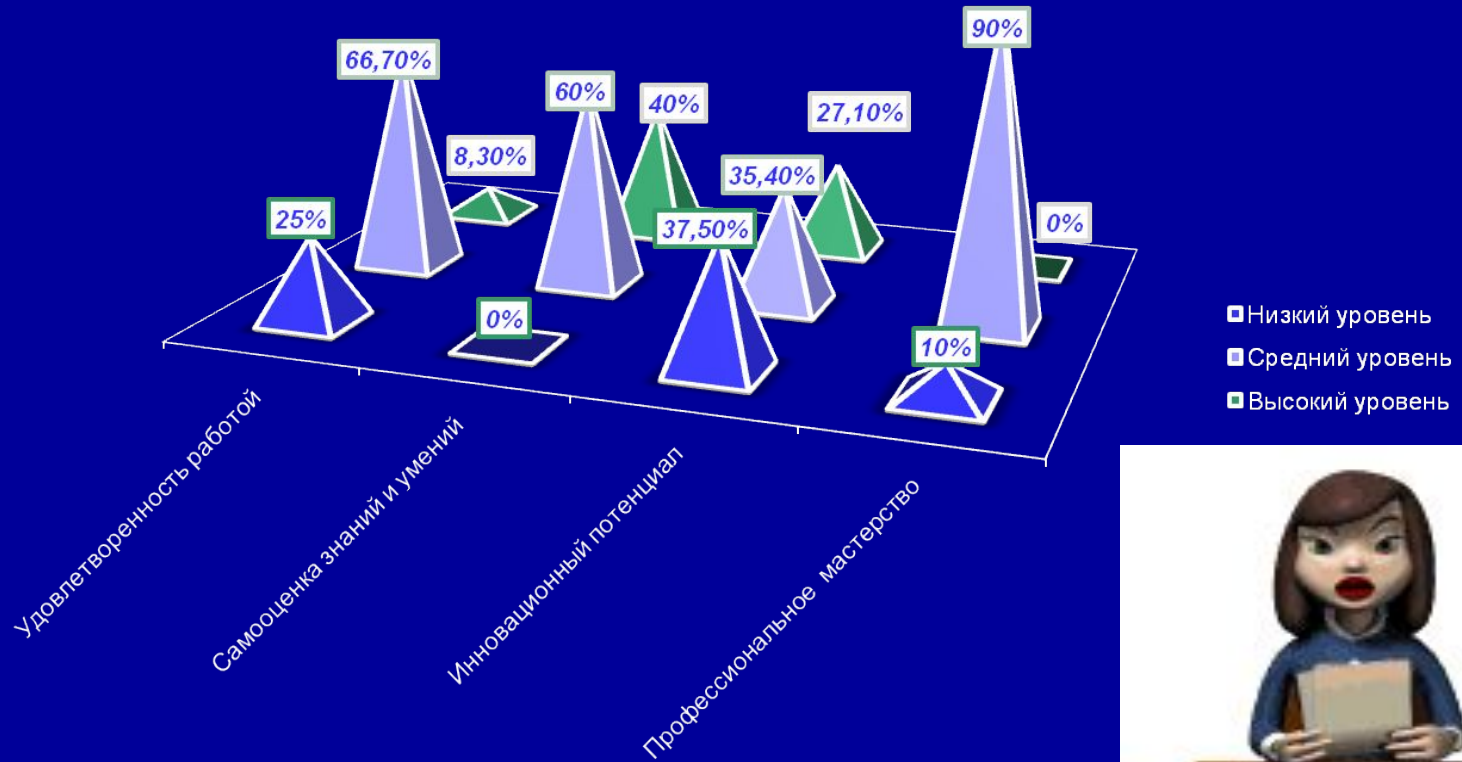 90%
66,70%
60%
40%
27,10%
8,30%
35,40%
25%
37,50%
0%
0%
10%
Низкий уровень
Средний уровень
Высокий уровень
Удовлетворенность работой
Самооценка знаний и умений
Инновационный потенциал
Профессиональное мастерство